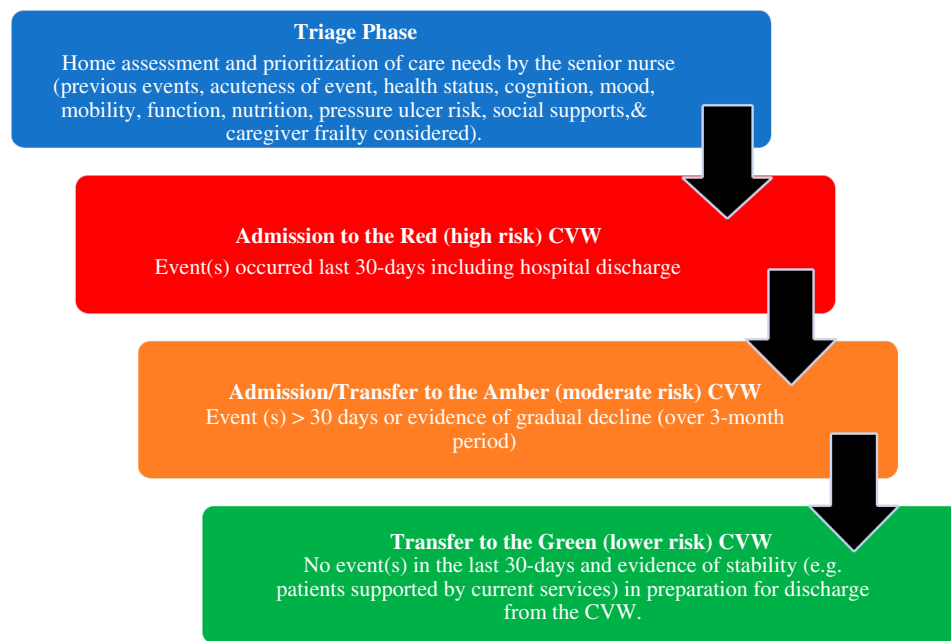 Triage Phase
Home assessment and prioritization of care needs by the senior nurse
(previous events, acuteness of event, health status, cognition, mood,
mobility, function, nutrition, pressure ulcer risk, social supports,&
caregiver frailty considered).
Admission to the Red (high risk) CVW
Event(s) occurred last 30-days including hospital discharge
Admission/Transfer to the Amber (moderate risk) CVW
Event (s) > 30 days or evidence of gradual decline (over 3-month
period)
Transfer to the Green (lower risk) CVW
No event(s) in the last 30-days and evidence of stability (e.g.
patients supported by current services) in preparation for discharge
from the CVW.